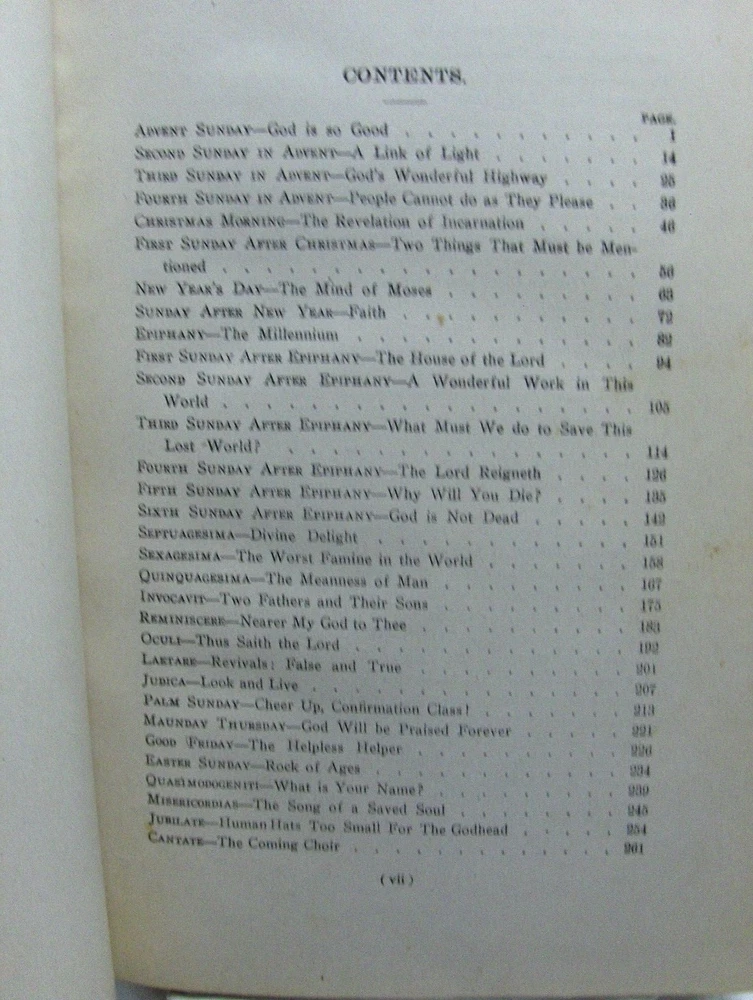 CONTENTS.
PAGE.
ADVENT SUNDAY—God is so Good . . . . . . . . . . . 1
SECOND SUNDAY IN ADVENT—A Link of Light . . . . . . . 14
THIRD SUNDAY IN ADVENT—God's Wonderful Highway . . . . 25
FOURTH SUNDAY IN ADVENT—People Cannot do as They Please . . 36
CHRISTMAS MORNING—The Revelation of Incarnation . . . . . 46
FIRST SUNDAY AFTER CHRISTMAS—Two Things That Must be Men-
tioned . . . . . . . . . . . . . . . . . . . 56
NEW YEAR'S DAY—The Mind of Moses . . . . . . . . . 63
SUNDAY AFTER NEW YEAR—Faith . . . . . . . . . . . 72
EPIPHANY—The Millennium . . . . . . . . . . . . . 82
FIRST SUNDAY AFTER EPIPHANY—The House of the Lord . . . . 94
SECOND SUNDAY AFTER EPIPHANY—A Wonderful Work in This
World . . . . . . . . . . . . . . . . . . . 105
THIRD SUNDAY AFTER EPIPHANY—What Must We do to Save This
Lost World? . . . . . . . . . . . . . . . . 114
FOURTH SUNDAY AFTER EPIPHANY—The Lord Reigneth . . . . 126
FIFTH SUNDAY AFTER EPIPHANY—Why Will You Die? . . . . 135
SIXTH SUNDAY AFTER EPIPHANY—God is Not Dead . . . . . 142
SEPTUAGESIMA—Divine Delight . . . . . . . . . . . . 151
SEXAGESIMA—The Worst Famine in the World . . . . . . . 158
QUINQUAGESIMA—The Meanness of Man . . . . . . . . . 167
INVOCAVIT—Two Fathers and Their Sons . . . . . . . . . 175
REMINISCERE—Nearer My God to Thee . . . . . . . . . 183
OCULI—Thus Saith the Lord . . . . . . . . . . . . . 192
LAETARE—Revivals: False and True . . . . . . . . . . 201
JUDICA—Look and Live . . . . . . . . . . . . . . 207
PALM SUNDAY—Cheer Up, Confirmation Class! . . . . . . . 213
MAUNDAY THURSDAY—God Will be Praised Forever . . . . . 221
GOOD FRIDAY—The Helpless Helper . . . . . . . . . . 226
EASTER SUNDAY—Rock of Ages . . . . . . . . . . . . 234
QUASIMODOGENITI—What is Your Name? . . . . . . . . . 239
MISERICORDIAS—The Song of a Saved Soul . . . . . . . . 245
JUBILATE—Human Hats Too Small For The Godhead . . . . . 254
CANTATE—The Coming Choir . . . . . . . . . . . . . 261
( vii )